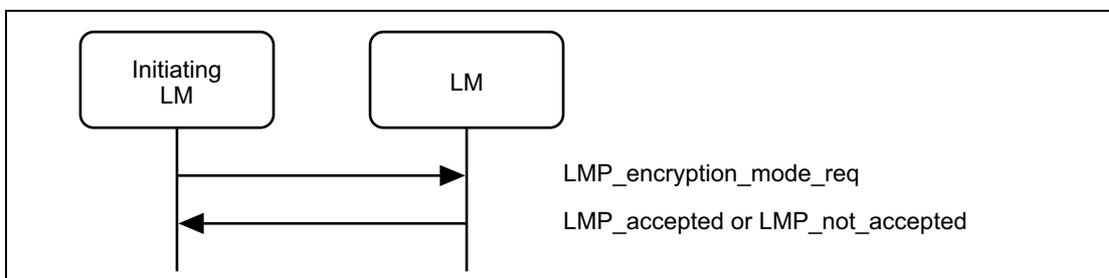 Initiating
LM
LM
LMP_encryption_mode_req
LMP_accepted or LMP_not_accepted